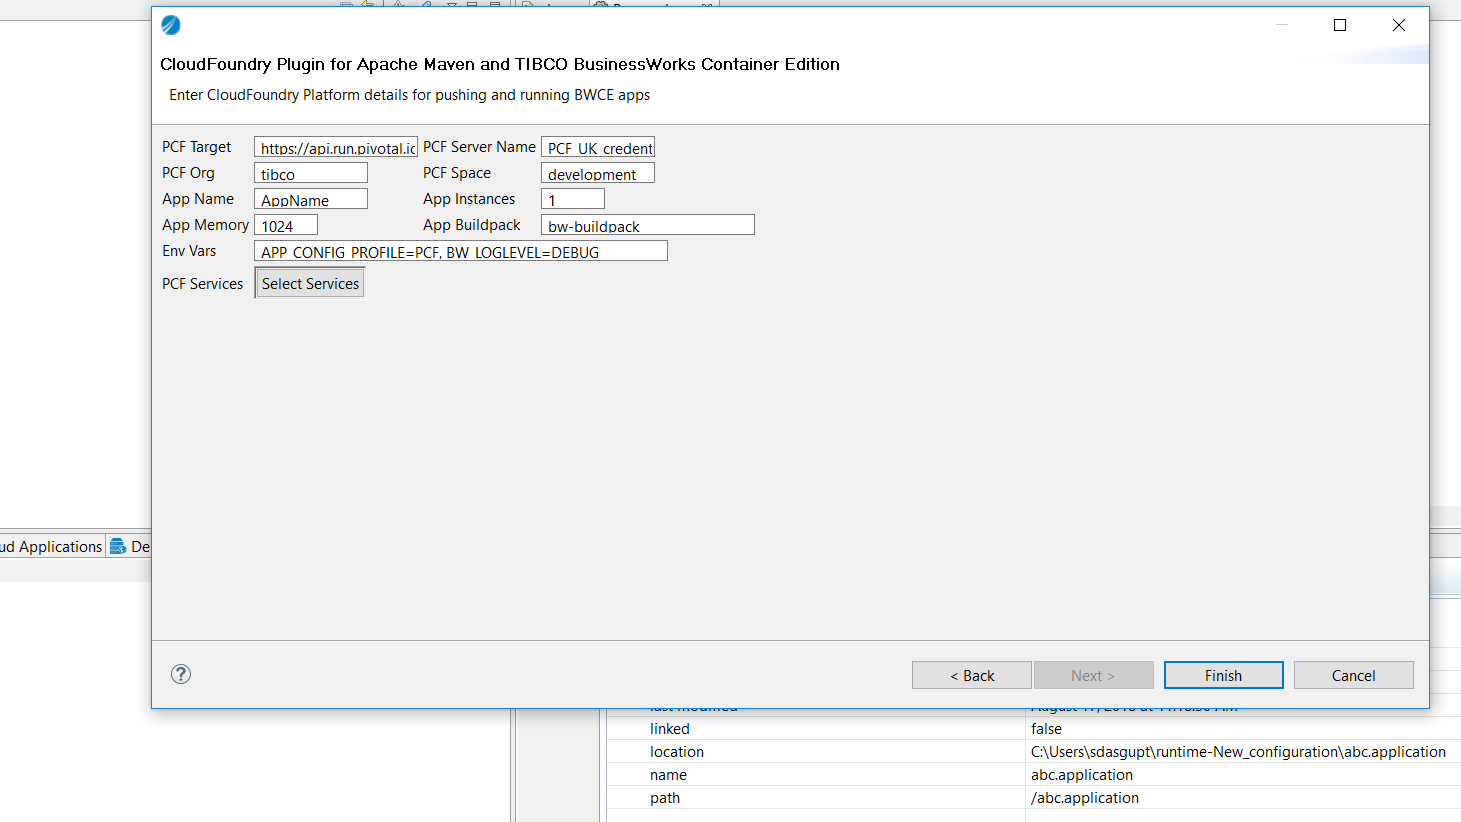 CloudFoundry Plugin for Apache Maven and TIBCO BusinessWorks Container Edition
Enter CloudFoundry Platform details for pushing and running BWCE apps
PCF Target https://api.run.pivotal.io PCF Server Name PCF_UK_credent
PCF Org tibco PCF Space development
App Name AppName App Instances 1
App Memory 1024 App Buildpack bw-buildpack
Env Vars APP_CONFIG_PROFILE=PCF, BW_LOGLEVEL=DEBUG
PCF Services Select Services
ud Applications De
< Back Next > Finish Cancel
last modified
linked false
location C:\Users\sdasgupt\runtime-New_configuration\abc.application
name abc.application
path /abc.application